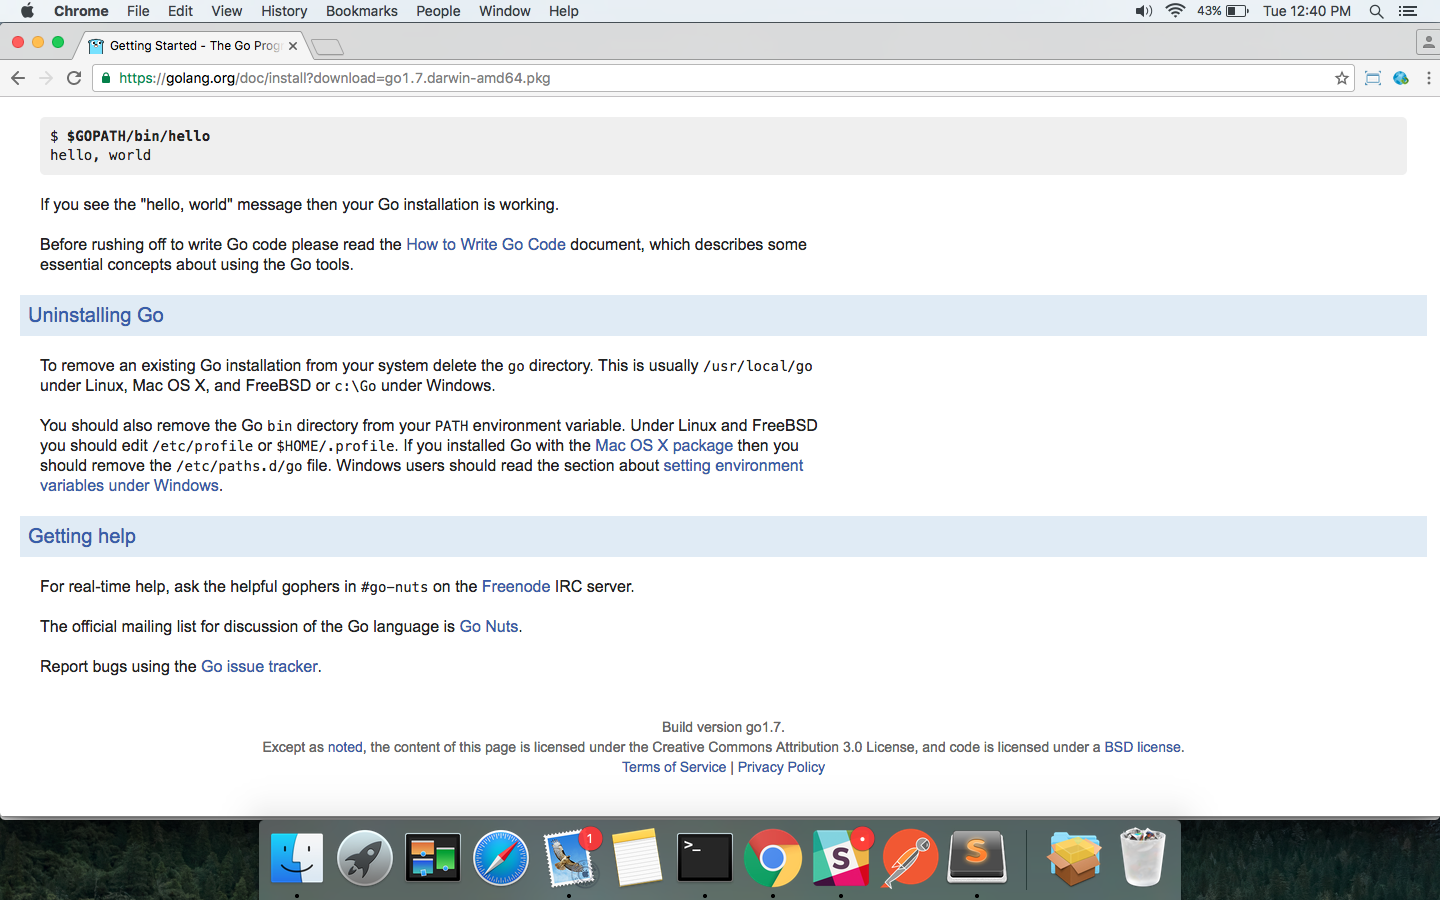 Chrome File Edit View History Bookmarks People Window Help 43% Tue 12:40 PM
Getting Started - The Go Prog
https://golang.org/doc/install?download=go1.7.darwin-amd64.pkg
$ $GOPATH/bin/hello
hello, world
If you see the "hello, world" message then your Go installation is working.
Before rushing off to write Go code please read the How to Write Go Code document, which describes some
essential concepts about using the Go tools.
Uninstalling Go
To remove an existing Go installation from your system delete the go directory. This is usually /usr/local/go
under Linux, Mac OS X, and FreeBSD or c:\Go under Windows.
You should also remove the Go bin directory from your PATH environment variable. Under Linux and FreeBSD
you should edit /etc/profile or $HOME/.profile. If you installed Go with the Mac OS X package then you
should remove the /etc/paths.d/go file. Windows users should read the section about setting environment
variables under Windows.
Getting help
For real-time help, ask the helpful gophers in #go-nuts on the Freenode IRC server.
The official mailing list for discussion of the Go language is Go Nuts.
Report bugs using the Go issue tracker.
Build version go1.7.
Except as noted, the content of this page is licensed under the Creative Commons Attribution 3.0 License, and code is licensed under a BSD license.
Terms of Service | Privacy Policy
1
>_
S
S